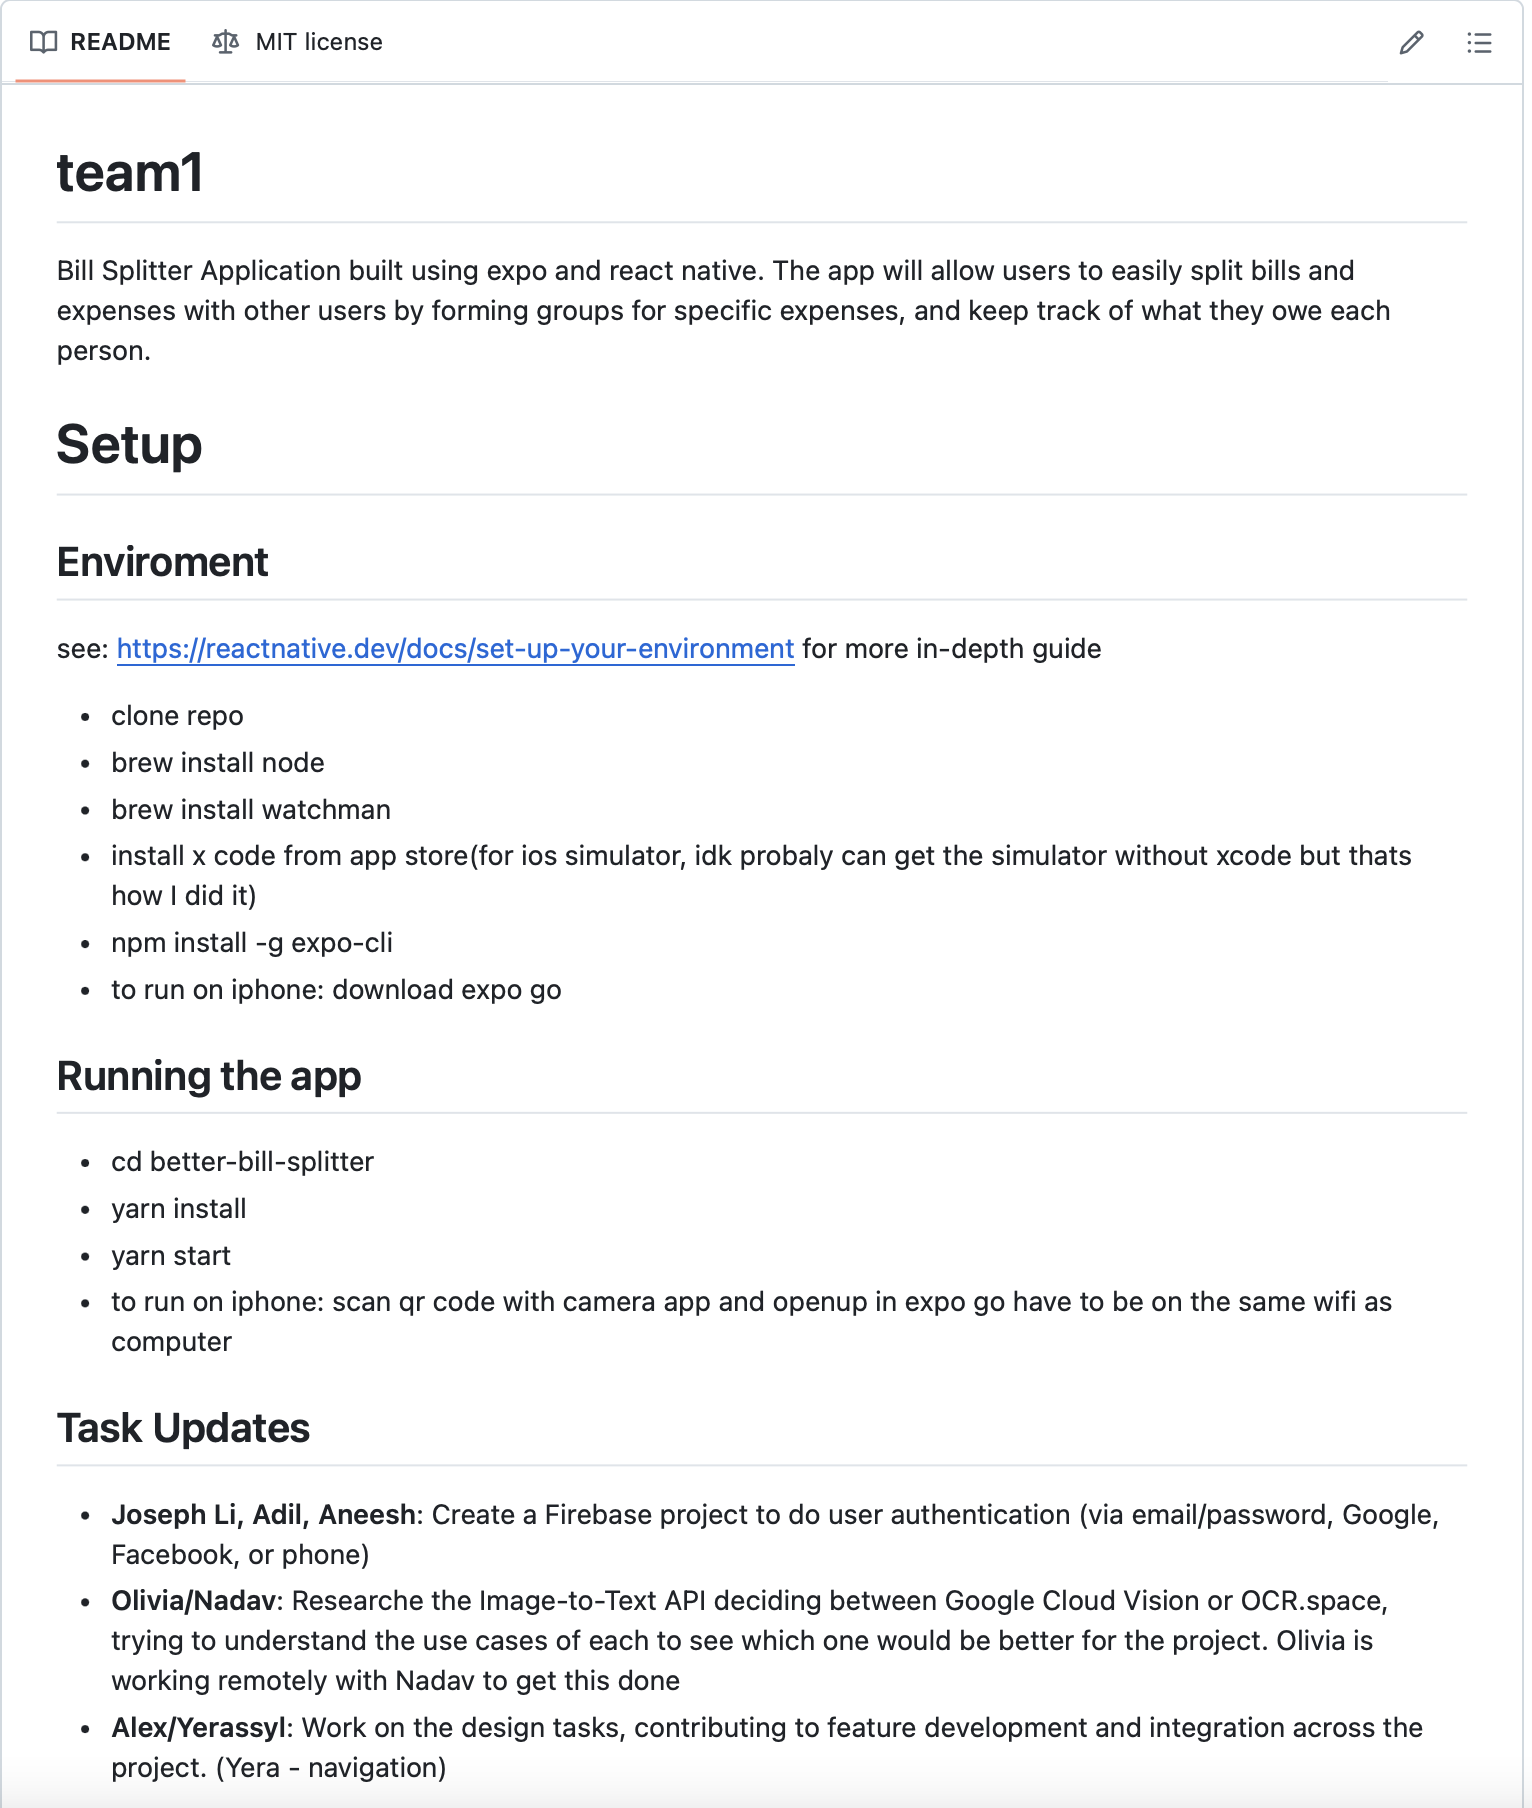 README
MIT license
team1
Bill Splitter Application built using expo and react native. The app will allow users to easily split bills and
expenses with other users by forming groups for specific expenses, and keep track of what they owe each
person.
Setup
Enviroment
see: https://reactnative.dev/docs/set-up-your-environment for more in-depth guide
• clone repo
• brew install node
• brew install watchman
• install x code from app store(for ios simulator, idk probaly can get the simulator without xcode but thats
how I did it)
• npm install -g expo-cli
• to run on iphone: download expo go
Running the app
• cd better-bill-splitter
• yarn install
• yarn start
• to run on iphone: scan qr code with camera app and openup in expo go have to be on the same wifi as
computer
Task Updates
• Joseph Li, Adil, Aneesh: Create a Firebase project to do user authentication (via email/password, Google,
Facebook, or phone)
• Olivia/Nadav: Researche the Image-to-Text API deciding between Google Cloud Vision or OCR.space,
trying to understand the use cases of each to see which one would be better for the project. Olivia is
working remotely with Nadav to get this done
• Alex/Yerassyl: Work on the design tasks, contributing to feature development and integration across the
project. (Yera - navigation)